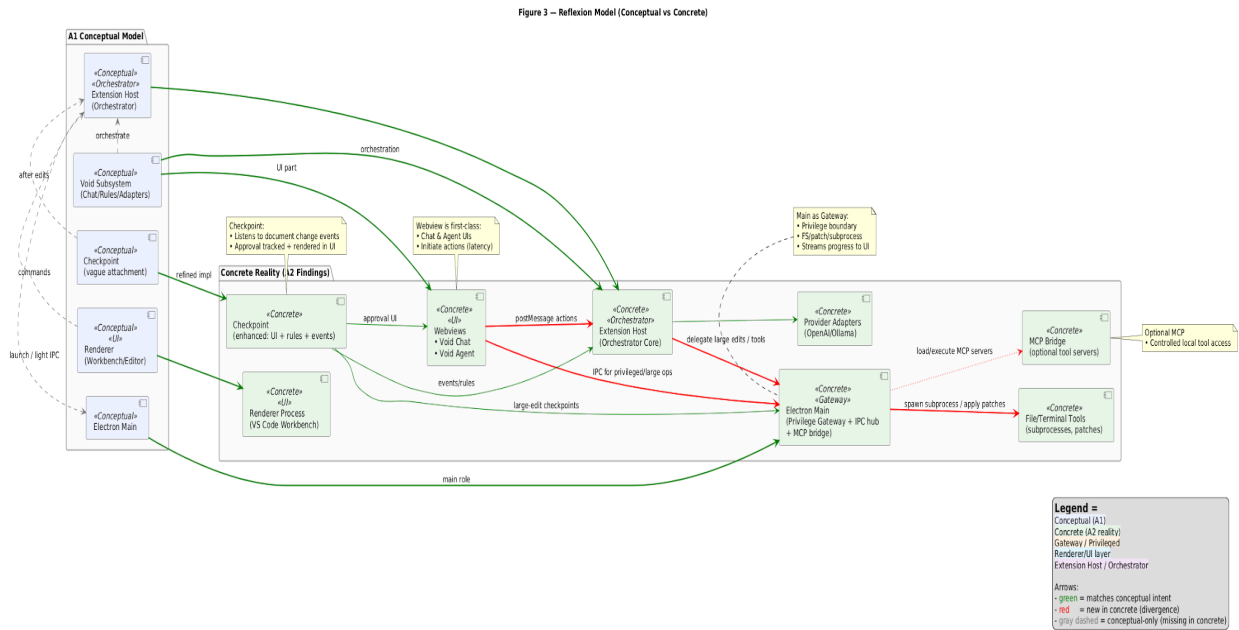 Figure 3 — Reflexion Model (Conceptual vs Concrete)
A1 Conceptual Model
«Conceptual»
«Orchestrator»
Extension Host
(Orchestrator)
orchestrate
«Conceptual»
Void Subsystem
(Chat/Rules/Adapters)
after edits
«Conceptual»
Checkpoint
(vague attachment)
commands
«Conceptual»
«UI»
Renderer
(Workbench/Editor)
launch / light IPC
«Conceptual»
Electron Main
orchestration
UI part
refined impl
main role
Checkpoint:
• Listens to document change events
• Approval tracked + rendered in UI
Webview is first-class:
• Chat & Agent UIs
• Initiate actions (latency)
Main as Gateway:
• Privilege boundary
• FS/patch/subprocess
• Streams progress to UI
Concrete Reality (A2 Findings)
«Concrete»
Checkpoint
(enhanced: UI + rules + events)
approval UI
«Concrete»
«UI»
Webviews
• Void Chat
• Void Agent
postMessage actions
«Concrete»
«Orchestrator»
Extension Host
(Orchestrator Core)
«Concrete»
Provider Adapters
(OpenAI/Ollama)
delegate large edits / tools
load/execute MCP servers
«Concrete»
MCP Bridge
(optional tool servers)
Optional MCP
• Controlled local tool access
IPC for privileged/large ops
events/rules
large-edit checkpoints
«Concrete»
«UI»
Renderer Process
(VS Code Workbench)
«Concrete»
«Gateway»
Electron Main
(Privilege Gateway + IPC hub
+ MCP bridge)
spawn subprocess / apply patches
«Concrete»
File/Terminal Tools
(subprocesses, patches)
Legend =
Conceptual (A1)
Concrete (A2 reality)
Gateway / Privileged
Renderer/UI layer
Extension Host / Orchestrator
Arrows:
- green = matches conceptual intent
- red = new in concrete (divergence)
- gray dashed = conceptual-only (missing in concrete)